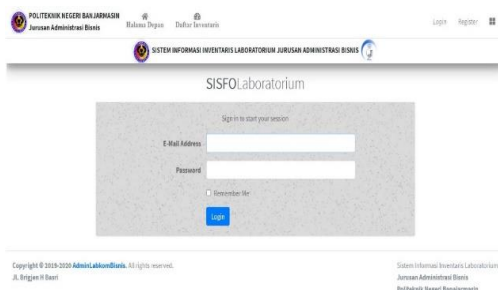 POLITEKNIK NEGERI BANJARMASIN
Jurusan Administrasi Bisnis
Halaman Depan
Daftar Inventaris
Login
Register
SISTEM INFORMASI INVENTARIS LABORATORIUM JURUSAN ADMINISTRASI BISNIS
SISFOLaboratorium
Sign in to start your session
E-Mail Address
Password
Remember Me
Login
Copyright © 2019-2020 AdminLabkomBisnis. All rights reserved.
Jl. Brigjen H Basri
Sistem Informasi Inventaris Laboratorium
Jurusan Administrasi Bisnis
Politeknik Negeri Banjarmasin